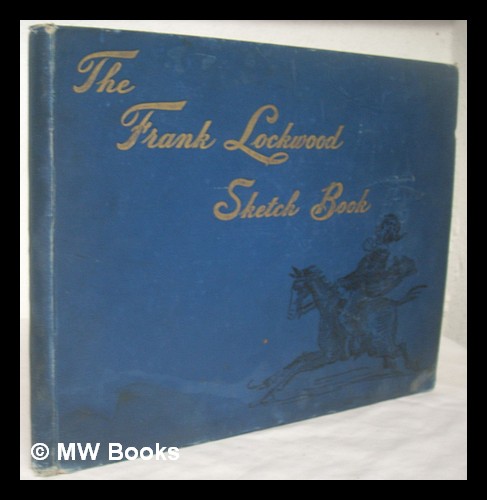 The
Frank Lockwood
Sketch Book
© MW Books